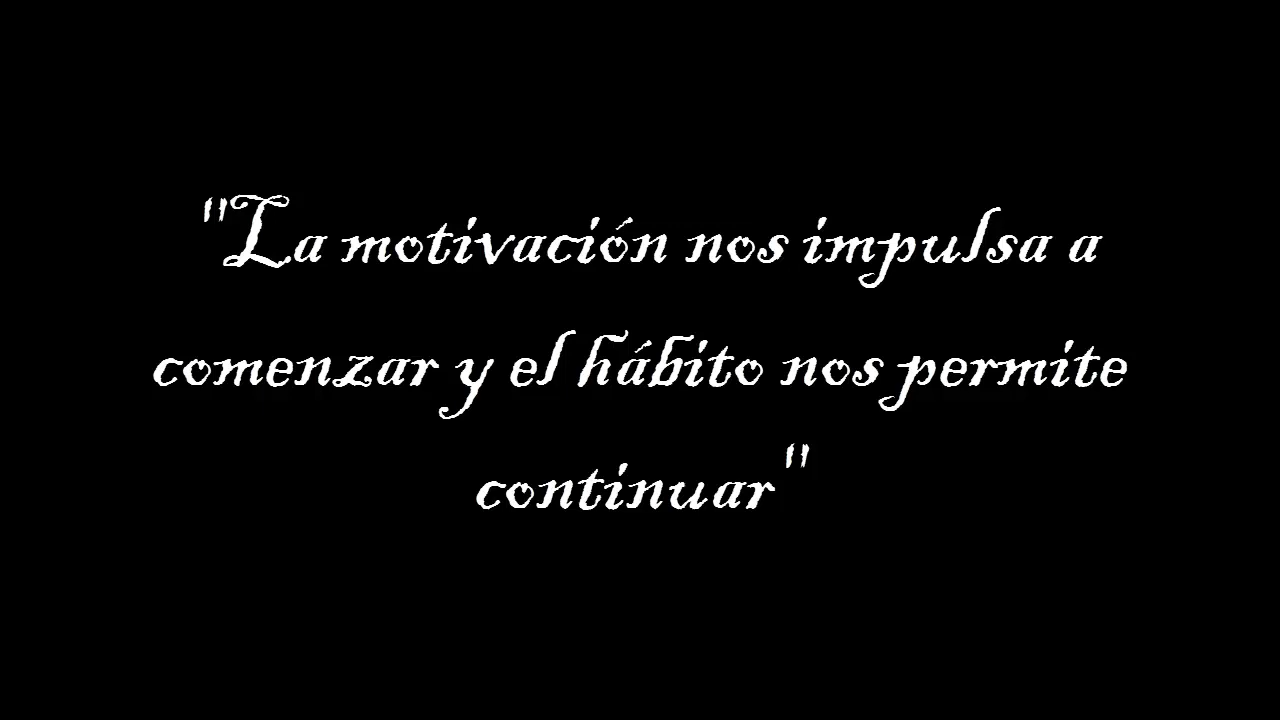 "La motivación nos impulsa a
comenzar y el hábito nos permite
continuar"